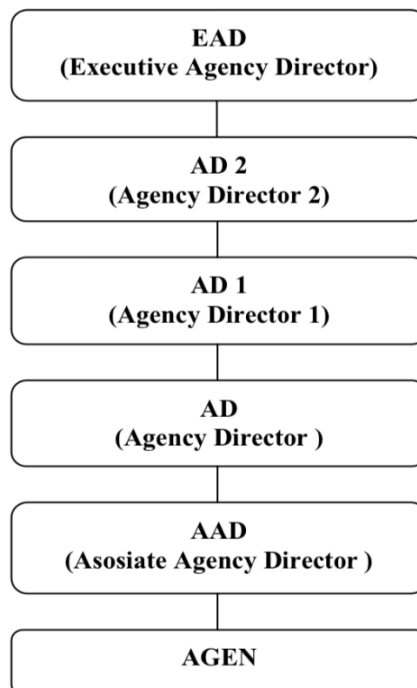 EAD
(Executive Agency Director)
AD 2
(Agency Director 2)
AD 1
(Agency Director 1)
AD
(Agency Director )
AAD
(Asosiate Agency Director )
AGEN